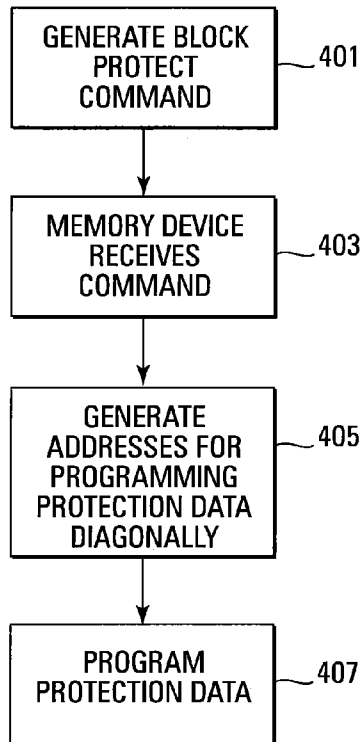 GENERATE BLOCK
PROTECT
COMMAND
401
MEMORY DEVICE
RECEIVES
COMMAND
403
GENERATE
ADDRESSES FOR
PROGRAMMING
PROTECTION DATA
DIAGONALLY
405
PROGRAM
PROTECTION DATA
407